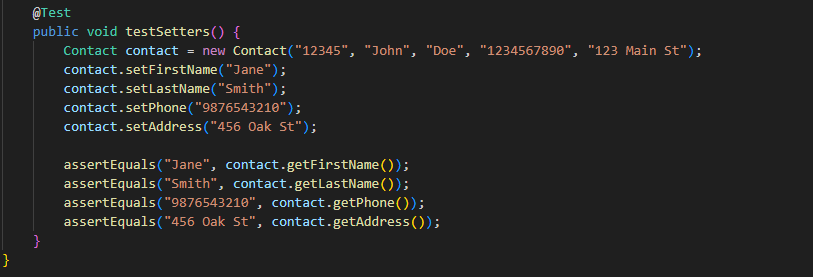 @Test
public void testSetters() {
Contact contact = new Contact("12345", "John", "Doe", "1234567890", "123 Main St");
contact.setFirstName("Jane");
contact.setLastName("Smith");
contact.setPhone("9876543210");
contact.setAddress("456 Oak St");
assertEquals("Jane", contact.getFirstName());
assertEquals("Smith", contact.getLastName());
assertEquals("9876543210", contact.getPhone());
assertEquals("456 Oak St", contact.getAddress());
}
}